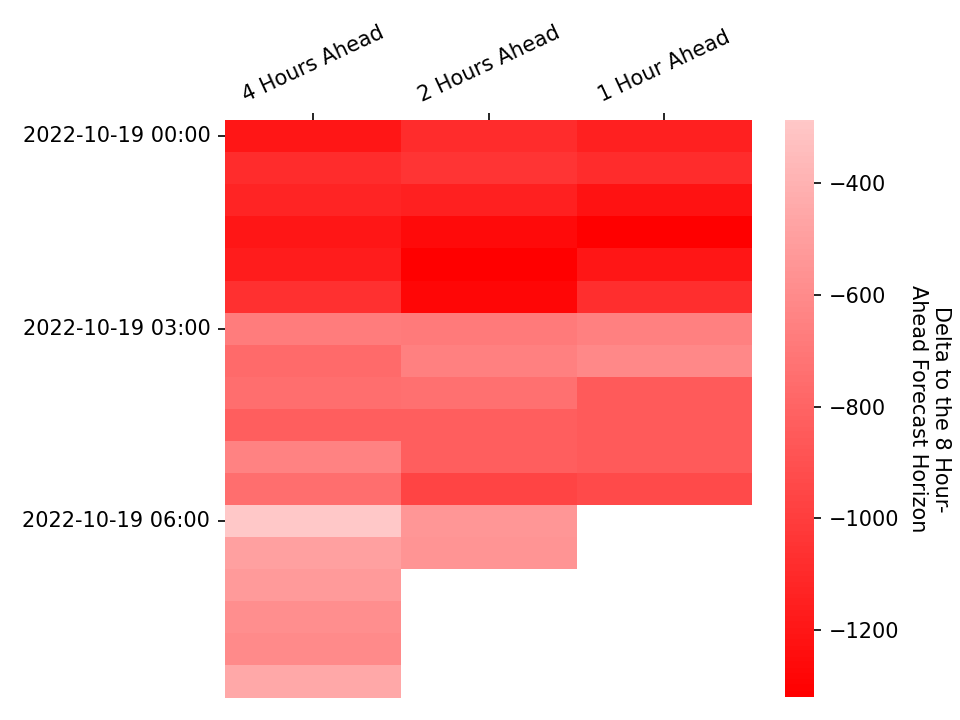 4 Hours Ahead
2 Hours Ahead
1 Hour Ahead
2022-10-19 00:00
2022-10-19 03:00
2022-10-19 06:00
−400
−600
−800
−1000
−1200
Delta to the 8 Hour-
Ahead Forecast Horizon